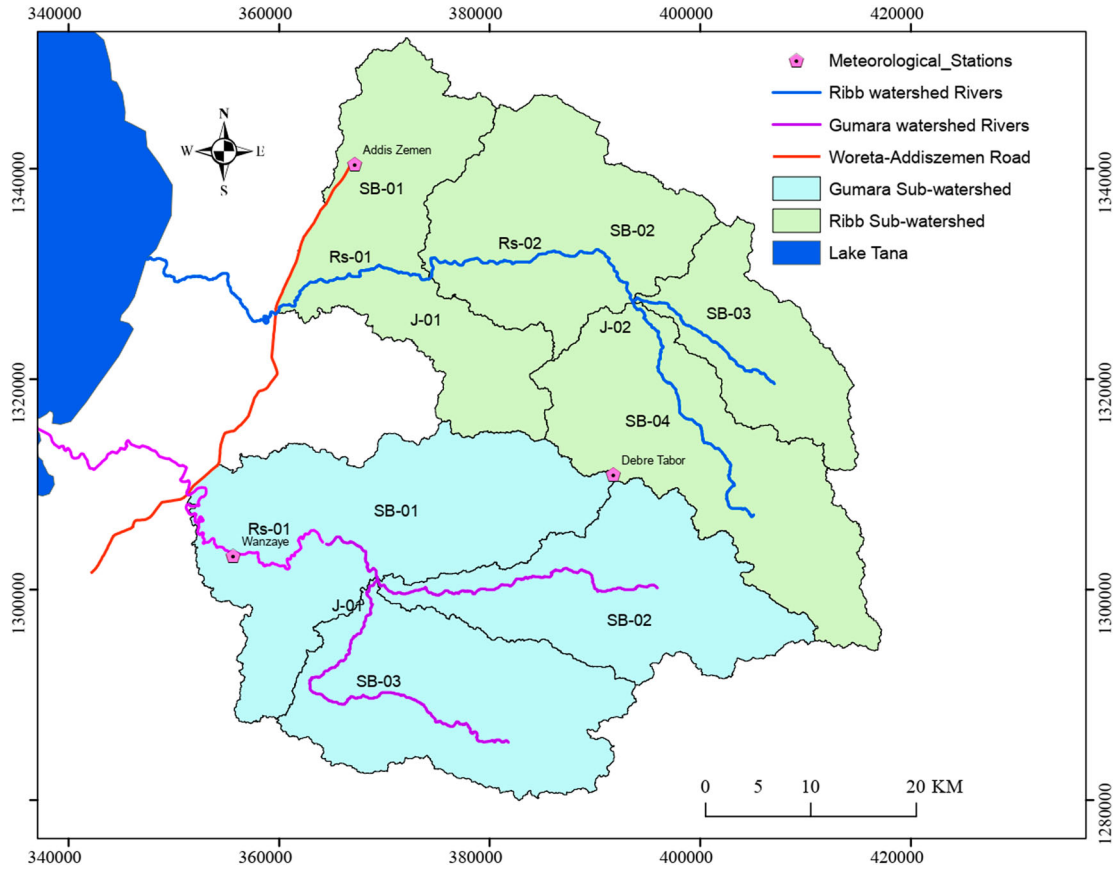 340000 360000 380000 400000 420000
Meteorological_Stations
Ribb watershed Rivers
Gumara watershed Rivers
Woreta-Addiszemen Road
Gumara Sub-watershed
Ribb Sub-watershed
Lake Tana
N
W E
S
Addis Zemen
1340000 1340000
SB-01
SB-02
Rs-02
Rs-01
SB-03
J-01
J-02
1320000 1320000
SB-04
Debre Tabor
SB-01
Rs-01
Wanzaye
1300000 1300000
J-01
SB-02
SB-03
0 5 10 20 KM
1280000 1280000
340000 360000 380000 400000 420000